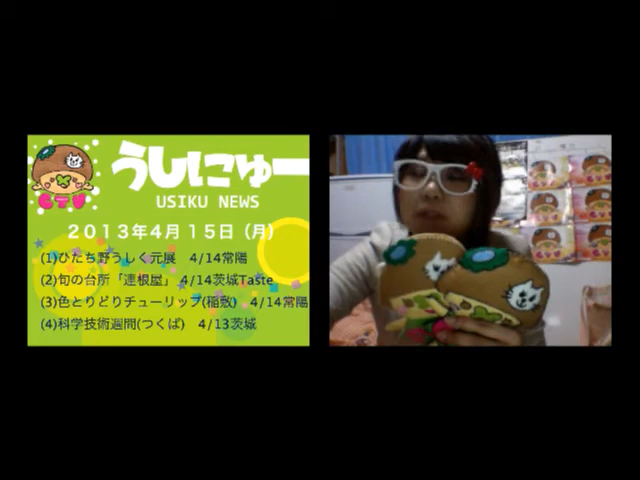 うしにゅー
USIKU NEWS
2013年4月15日(月)
(1)ひたち野うしく元展 4/14常陽
(2)旬の台所「連根屋」4/14茨城Taste
(3)色とりどりチューリップ(稲敷) 4/14常陽
(4)科学技術週間(つくば) 4/13茨城